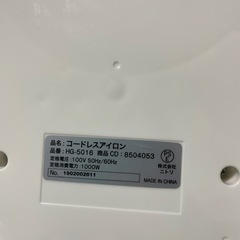 品名：コードレスアイロン
品番：HG-5016 商品CD：8504053
定格電圧：100V 50Hz/60Hz
定格消費電力：1000W
No. 1902002611
株式会社
ニトリ
MADE IN CHINA